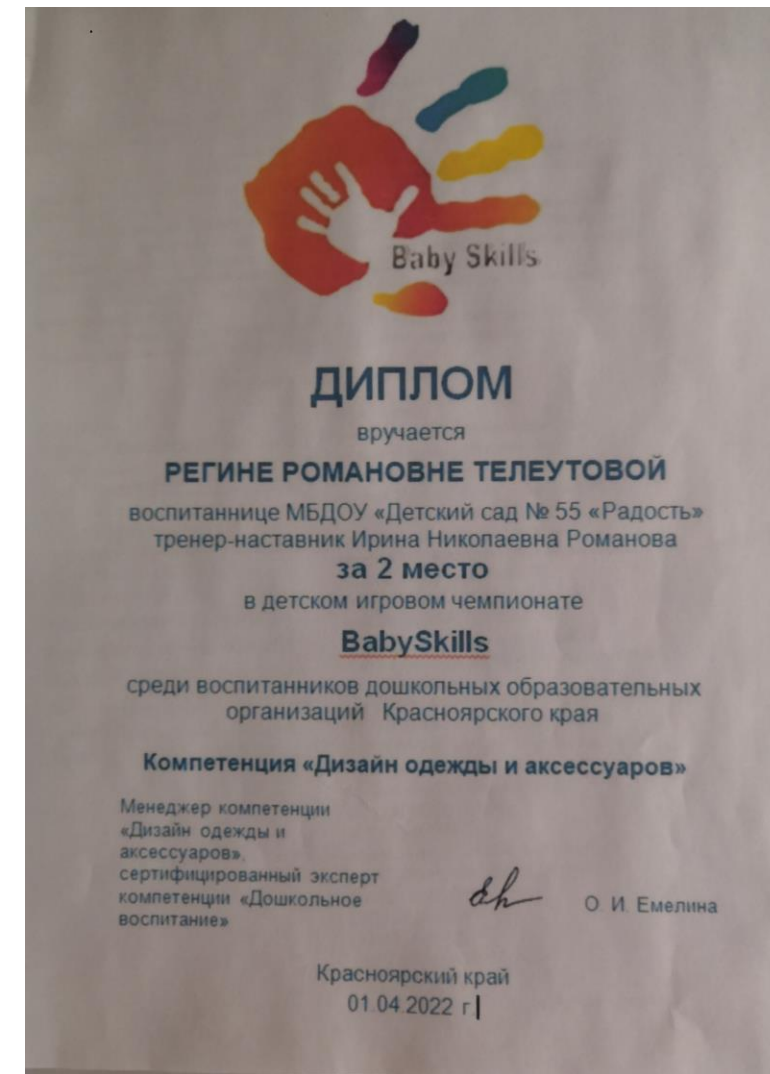 Baby Skills
ДИПЛОМ
вручается
РЕГИНЕ РОМАНОВНЕ ТЕЛЕУТОВОЙ
воспитаннице МБДОУ «Детский сад № 55 «Радость»
тренер-наставник Ирина Николаевна Романова
за 2 место
в детском игровом чемпионате
BabySkills
среди воспитанников дошкольных образовательных
организаций Красноярского края
Компетенция «Дизайн одежды и аксессуаров»
Менеджер компетенции
«Дизайн одежды и
аксессуаров»,
сертифицированный эксперт
компетенции «Дошкольное
воспитание»
О. И. Емелина
Красноярский край
01.04.2022 г.